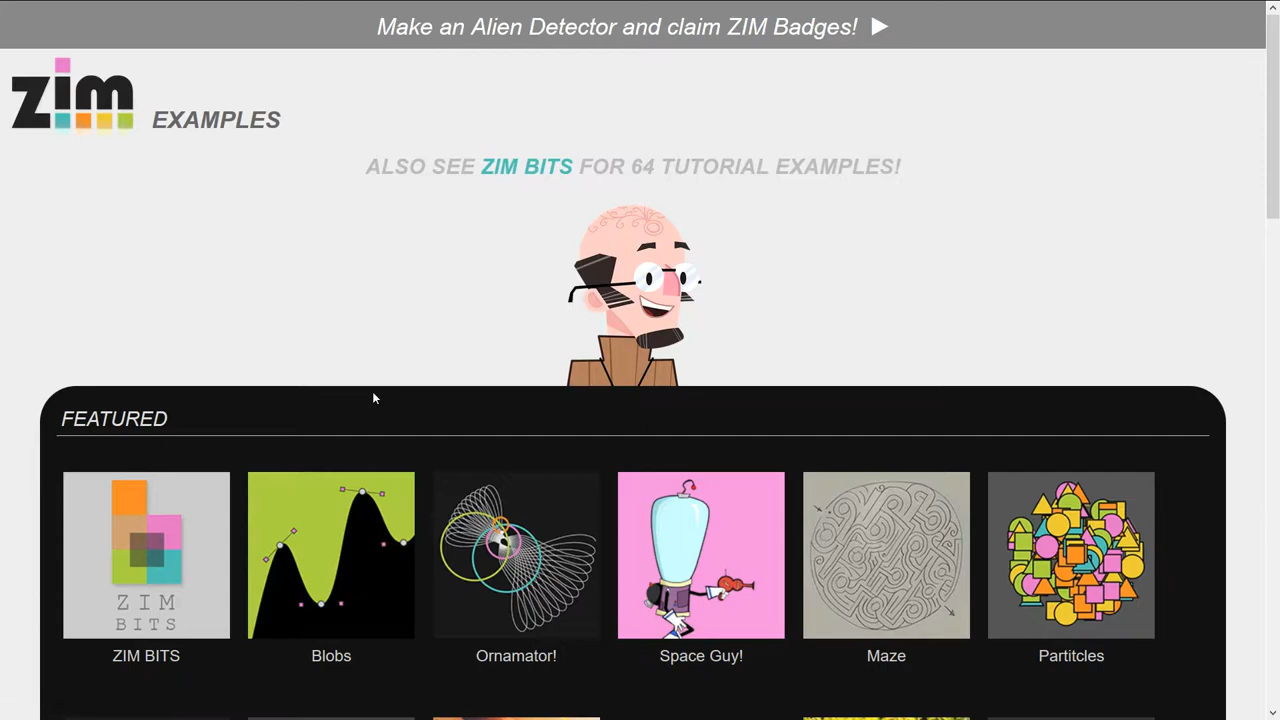 Make an Alien Detector and claim ZIM Badges!
zim EXAMPLES
ALSO SEE ZIM BITS FOR 64 TUTORIAL EXAMPLES!
FEATURED
ZIM
BITS
ZIM BITS
Blobs
Ornamator!
Space Guy!
Maze
Partitcles